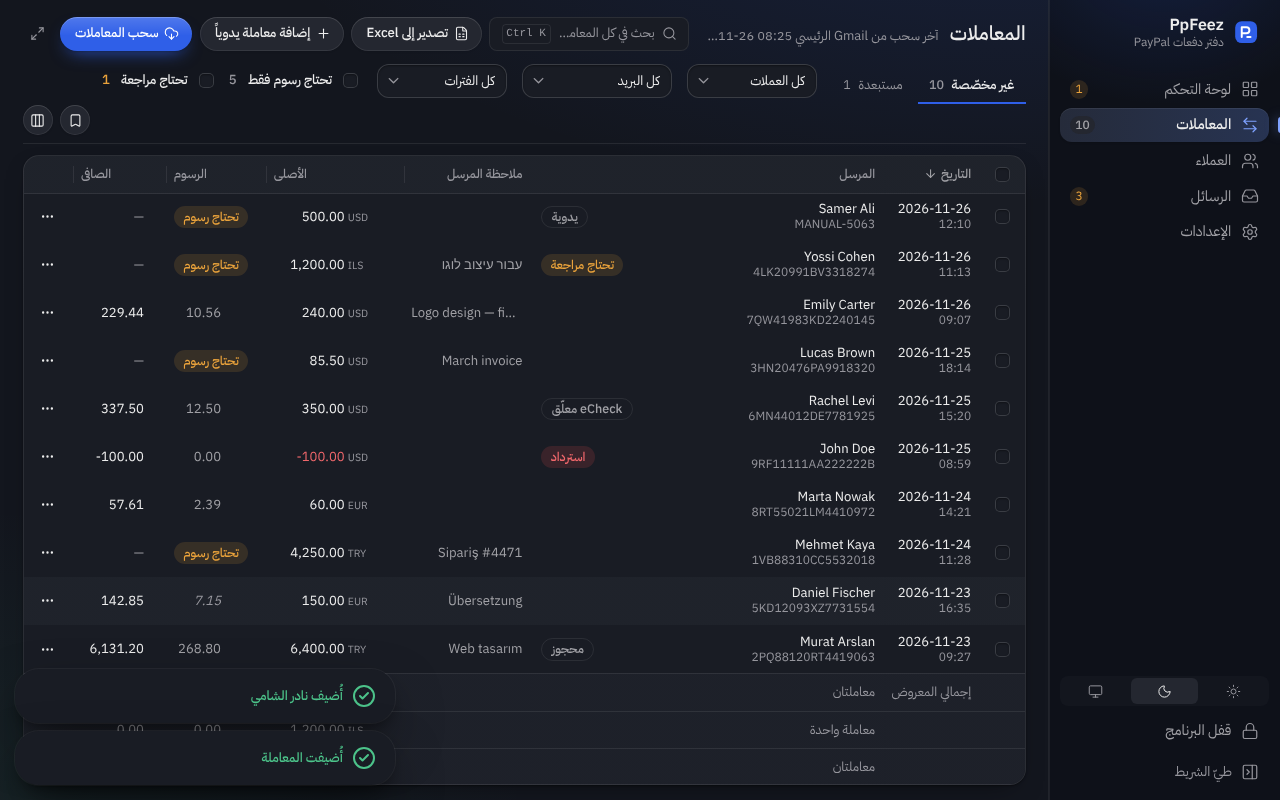 PpFeez
دفتر دفعات PayPal
لوحة التحكم 1
المعاملات 10
العملاء
الرسائل 3
الإعدادات
قفل البرنامج
طيّ الشريط
المعاملات
آخر سحب من Gmail الرئيسي 08:25 11-26...
بحث في كل المعام... Ctrl K
تصدير إلى Excel
إضافة معاملة يدوياً
سحب المعاملات
غير مخصّصة 10
مستبعدة 1
كل العملات
كل البريد
كل الفترات
تحتاج رسوم فقط 5
تحتاج مراجعة 1
التاريخ المرسل ملاحظة المرسل الأصلي الرسوم الصافي
2026-11-26 Samer Ali يدوية 500.00 USD تحتاج رسوم —
12:10 MANUAL-5063
2026-11-26 Yossi Cohen تحتاج مراجعة עבור עיצוב לוגו 1,200.00 ILS تحتاج رسوم —
11:13 4LK20991BV3318274
2026-11-26 Emily Carter Logo design — fi... 240.00 USD 10.56 229.44
09:07 7QW41983KD2240145
2026-11-25 Lucas Brown March invoice 85.50 USD تحتاج رسوم —
18:14 3HN20476PA9918320
2026-11-25 Rachel Levi eCheck معلّق 350.00 USD 12.50 337.50
15:20 6MN44012DE7781925
2026-11-25 John Doe استرداد -100.00 USD 0.00 -100.00
08:59 9RF11111AA222222B
2026-11-24 Marta Nowak 60.00 EUR 2.39 57.61
14:21 8RT55021LM4410972
2026-11-24 Mehmet Kaya Sipariş #4471 4,250.00 TRY تحتاج رسوم —
11:28 1VB88310CC5532018
2026-11-23 Daniel Fischer Übersetzung 150.00 EUR 7.15 142.85
16:35 5KD12093XZ7731554
2026-11-23 Murat Arslan محجوز Web tasarım 6,400.00 TRY 268.80 6,131.20
09:27 2PQ88120RT4419063
إجمالي المعروض معاملتان
معاملة واحدة 1,200.00 ILS 0.00 0.00
معاملتان
أُضيف نادر الشامي
أُضيفت المعاملة